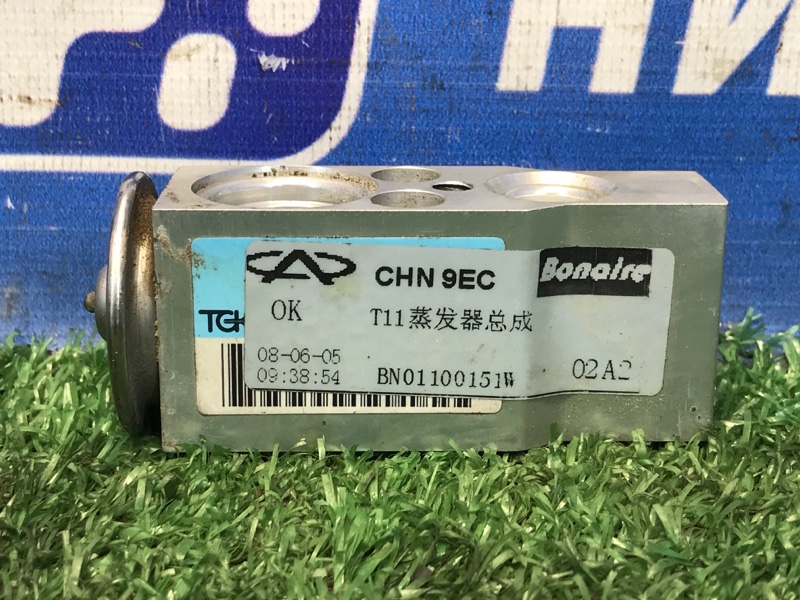 CHN 9EC
Bonaire
OK
T11蒸发器总成
TGK
08-06-05
09:38:54
BN01100151W
02A2